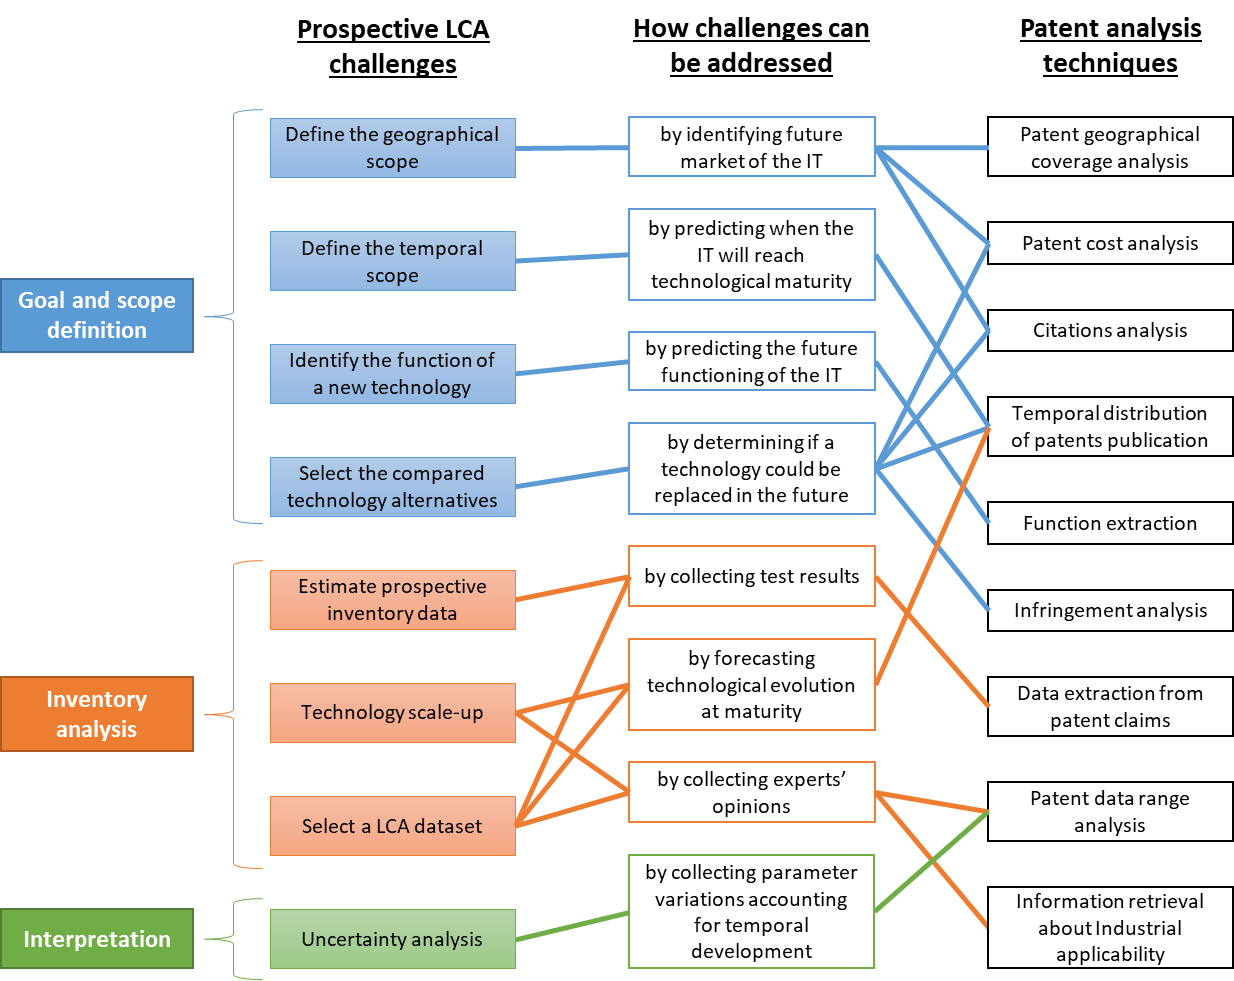 Prospective LCA
challenges
How challenges can
be addressed
Patent analysis
techniques
Goal and scope
definition
Define the geographical
scope
by identifying future
market of the IT
Patent geographical
coverage analysis
Define the temporal
scope
by predicting when the
IT will reach
technological maturity
Patent cost analysis
Citations analysis
Identify the function of
a new technology
by predicting the future
functioning of the IT
Temporal distribution
of patents publication
Select the compared
technology alternatives
by determining if a
technology could be
replaced in the future
Function extraction
Inventory
analysis
Estimate prospective
inventory data
by collecting test results
Infringement analysis
Technology scale-up
by forecasting
technological evolution
at maturity
Data extraction from
patent claims
Select a LCA dataset
by collecting experts’
opinions
Patent data range
analysis
Interpretation
Uncertainty analysis
by collecting parameter
variations accounting
for temporal
development
Information retrieval
about Industrial
applicability